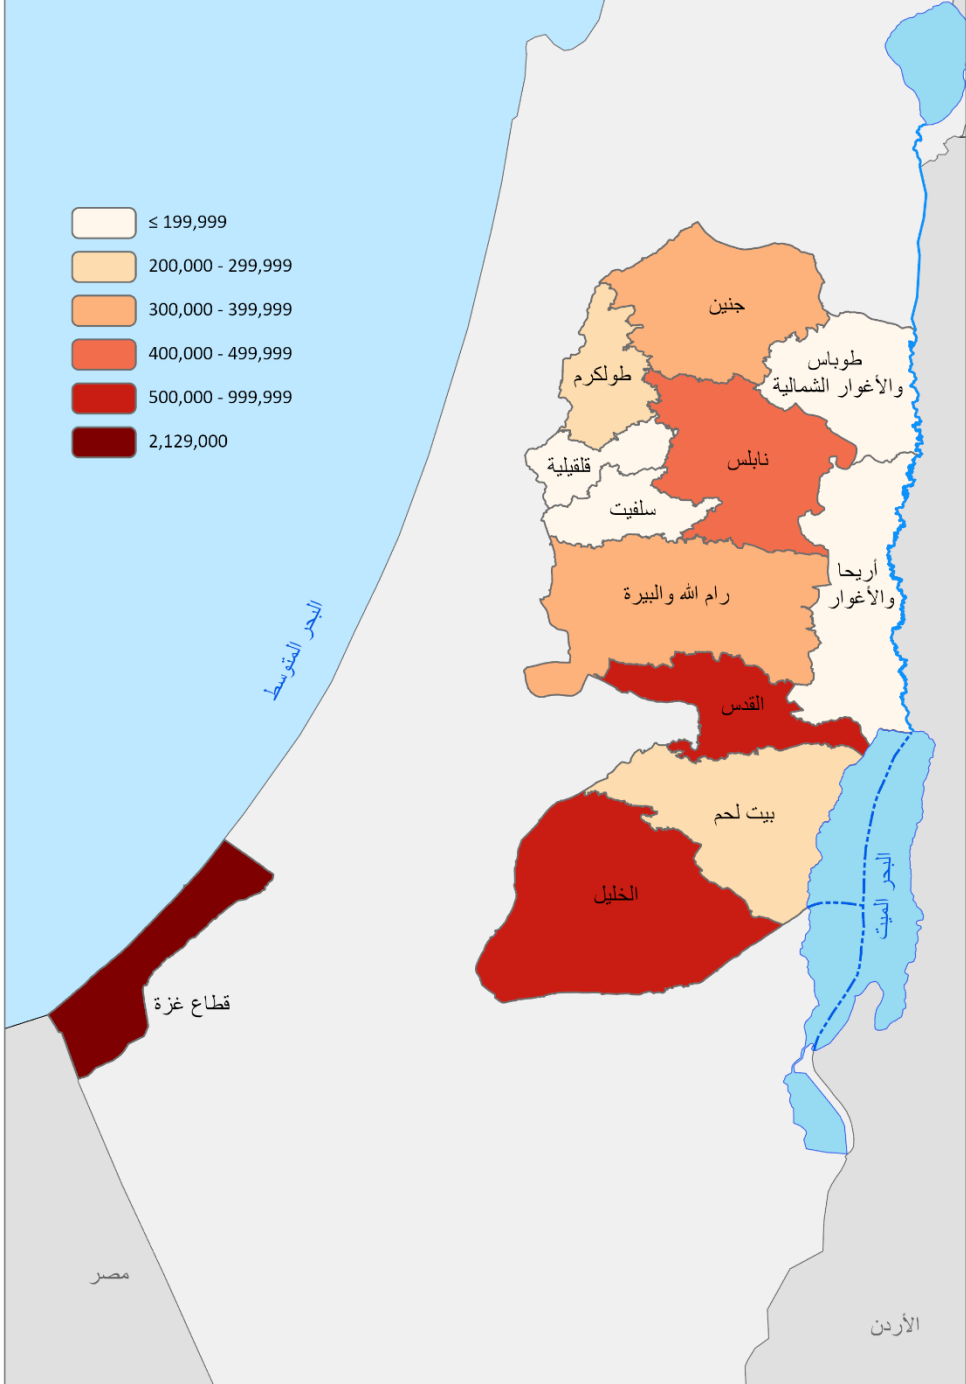 ≤ 199,999
200,000 - 299,999
300,000 - 399,999
400,000 - 499,999
500,000 - 999,999
2,129,000
جنين
طوباس
والأغوار الشمالية
طولكرم
نابلس
قلقيلية
سلفيت
أريحا
والأغوار
رام الله والبيرة
القدس
بيت لحم
الخليل
قطاع غزة
البحر المتوسط
البحر الميت
مصر
الأردن